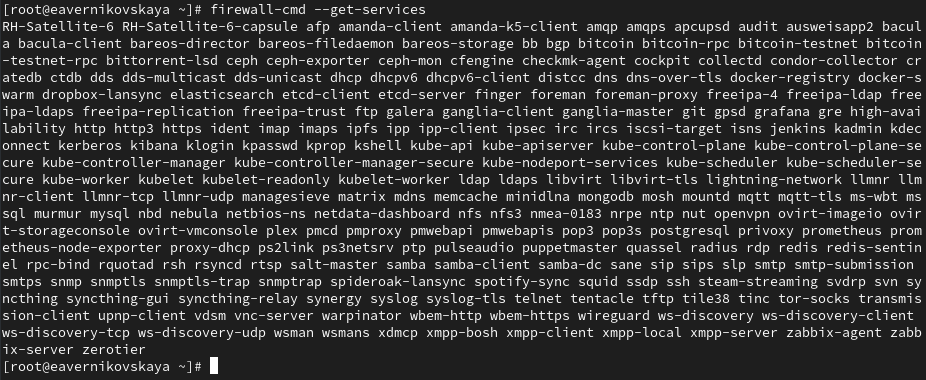 [root@eavernikovskaya ~]# firewall-cmd --get-services
RH-Satellite-6 RH-Satellite-6-capsule afp amanda-client amanda-k5-client amqp amqps apcupsd audit ausweisapp2 bacul
a bacula-client bareos-director bareos-filedaemon bareos-storage bb bgp bitcoin bitcoin-rpc bitcoin-testnet bitcoin
-testnet-rpc bittorrent-lsd ceph ceph-exporter ceph-mon cfengine checkmk-agent cockpit collectd condor-collector cr
atedb ctdb dds dds-multicast dds-unicast dhcp dhcpv6 dhcpv6-client distcc dns dns-over-tls docker-registry docker-s
warm dropbox-lansync elasticsearch etcd-client etcd-server finger foreman foreman-proxy freeipa-4 freeipa-ldap free
ipa-ldaps freeipa-replication freeipa-trust ftp galera ganglia-client ganglia-master git gpsd grafana gre high-avai
lability http http3 https ident imap imaps ipfs ipp ipp-client ipsec irc ircs iscsi-target isns jenkins kadmin kdec
onnect kerberos kibana klogin kpasswd kprop kshell kube-api kube-apiserver kube-control-plane kube-control-plane-se
cure kube-controller-manager kube-controller-manager-secure kube-nodeport-services kube-scheduler kube-scheduler-se
cure kube-worker kubelet kubelet-readonly kubelet-worker ldap ldaps libvirt libvirt-tls lightning-network llmnr llm
nr-client llmnr-tcp llmnr-udp managesieve matrix mdns memcache minidlna mongodb mosh mountd mqtt mqtt-tls ms-wbt ms
sql murmur mysql nbd nebula netbios-ns netdata-dashboard nfs nfs3 nmea-0183 nrpe ntp nut openvpn ovirt-imageio ovir
t-storageconsole ovirt-vmconsole plex pmcd pmproxy pmwebapi pmwebapis pop3 pop3s postgresql privoxy prometheus prom
etheus-node-exporter proxy-dhcp ps2link ps3netsrv ptp pulseaudio puppetmaster quassel radius rdp redis redis-sentin
el rpc-bind rquotad rsh rsyncd rtsp salt-master samba samba-client samba-dc sane sip sips slp smtp smtp-submission
smtps snmp snmptls snmptls-trap snmptrap spideroak-lansync spotify-sync squid ssdp ssh steam-streaming svdrp svn sy
ncthing syncthing-gui syncthing-relay synergy syslog syslog-tls telnet tentacle tftp tile38 tinc tor-socks transmis
sion-client upnp-client vdsm vnc-server warpinator wbem-http wbem-https wireguard ws-discovery ws-discovery-client
ws-discovery-tcp ws-discovery-udp wsman wsmans xdmcp xmpp-bosh xmpp-client xmpp-local xmpp-server zabbix-agent zabb
ix-server zerotier
[root@eavernikovskaya ~]#